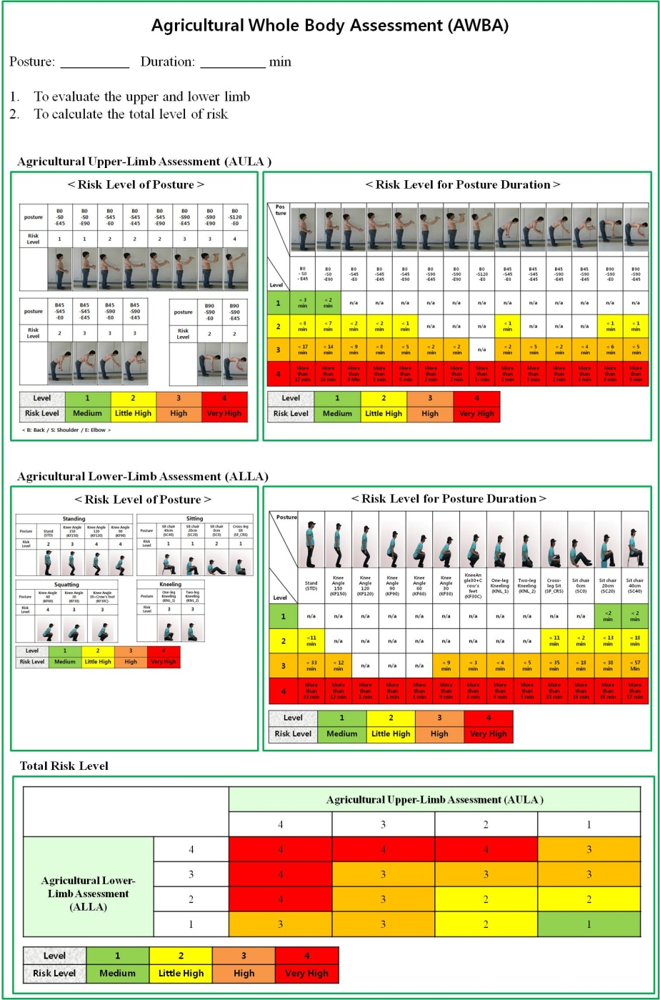 Agricultural Whole Body Assessment (AWBA)
Posture: __________ Duration: __________ min
1. To evaluate the upper and lower limb
2. To calculate the total level of risk
Agricultural Upper-Limb Assessment (AULA )
< Risk Level of Posture >
posture B0 -S0 -E45 B0 -S0 -E90 B0 -S45 -E0 B0 -S45 -E45 B0 -S45 -E90 B0 -S90 -E45 B0 -S90 -E90 B0 -S120 -E0
Risk Level 1 1 2 2 2 3 3 4
posture B45 -S45 -E0 B45 -S45 -E45 B45 -S90 -E0 B45 -S90 -E45
Risk Level 2 3 3 3
posture B90 -S90 -E0 B90 -S90 -E45
Risk Level 2 2
Level 1 2 3 4
Risk Level Medium Little High High Very High
< B: Back / S: Shoulder / E: Elbow >
< Risk Level for Posture Duration >
Pos ture
Level B0 - S0 - E45 B0 -S0 -E90 B0 -S45 -E0 B0 -S45 -E45 B0 -S45 -E90 B0 -S90 -E45 B0 -S90 -E90 B0 -S120 -E0 B45 -S45 -E0 B45 -S45 -E45 B45 -S90 -E45 B45 -S90 -E45 B90 -S90 -E0 B90 -S90 -E45
1 < 3 min < 2 min n/a n/a n/a n/a n/a n/a n/a n/a n/a n/a n/a n/a
2 < 8 min < 7 min < 2 min < 2 min < 1 min n/a n/a n/a < 1 min n/a n/a n/a < 1 min < 1 min
3 < 17 min < 14 min < 9 min < 8 min < 5 min < 2 min < 2 min n/a < 2 min < 5 min < 2 min < 4 min < 6 min < 5 min
4 More than 17 min More than 14 min More than 9 Min More than More than 5 min More than 2 min More than 2 min More than More than 2 min More than 5 min More than 2 min More than 4 min More than 6 min More than 5 min
Level 1 2 3 4
Risk Level Medium Little High High Very High
Agricultural Lower-Limb Assessment (ALLA)
< Risk Level of Posture >
Standing
Posture Stand (STD) Knee Angle 150 (KF150) Knee Angle 120 (KF120) Knee Angle 90 (KF90)
Risk Level 2 3 4 4
Sitting
Posture Sit chair 40cm (SC40) Sit chair 20cm (SC20) Sit chair 0cm (SC0) Cross-leg Sit (SF_CRS)
Risk Level 1 1 2 1
Squatting
Posture Knee Angle 60 (KF60) Knee Angle 30 (KF30) Knee Angle 30+Crow's feet (KF30C)
Risk Level 4 3 3
Kneeling
Posture One-leg Kneeling (KNL_1) Two-leg Kneeling (KNL_2)
Risk Level 3 3
Level 1 2 3 4
Risk Level Medium Little High High Very High
< Risk Level for Posture Duration >
Posture
Level Stand (STD) Knee Angle 150 (KF150) Knee Angle 120 (KF120) Knee Angle 90 (KF90) Knee Angle 60 (KF60) Knee Angle 30 (KF30) KneeAn gle30+C row's feet (KF30C) One-leg Kneeling (KNL_1) Two-leg Kneeling (KNL_2) Cross- leg Sit (SF_CRS) Sit chair 0cm (SC0) Sit chair 20cm (SC20) Sit chair 40cm (SC40)
1 n/a n/a n/a n/a n/a n/a n/a n/a n/a n/a n/a <2 min < 2 min
2 <11 min n/a n/a n/a n/a n/a n/a n/a n/a < 11 min < 2 min < 13 min < 18 min
3 < 33 min < 12 min n/a n/a n/a < 9 min < 3 min < 4 min < 5 min < 35 min < 18 min < 38 min < 57 Min
4 More than 33 min More than 12 min More than 1 min More than 1 min More than 1 min More than 9 min More than 3 min More than 4 min More than 5 min More than 35 min More than 18 min More than min More than 57 min
Level 1 2 3 4
Risk Level Medium Little High High Very High
Total Risk Level
Agricultural Upper-Limb Assessment (AULA )
4 3 2 1
Agricultural Lower-
Limb Assessment
(ALLA)
4 4 4 4 3
3 4 3 3 3
2 4 3 2 2
1 3 3 2 1
Level 1 2 3 4
Risk Level Medium Little High High Very High